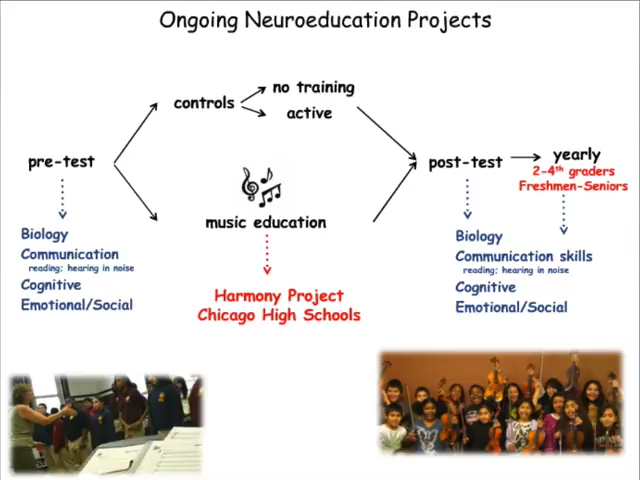 Ongoing Neuroeducation Projects
controls
no training
active
pre-test
music education
post-test
yearly
2-4th graders
Freshmen-Seniors
Biology
Communication
reading; hearing in noise
Cognitive
Emotional/Social
Harmony Project
Chicago High Schools
Biology
Communication skills
reading; hearing in noise
Cognitive
Emotional/Social